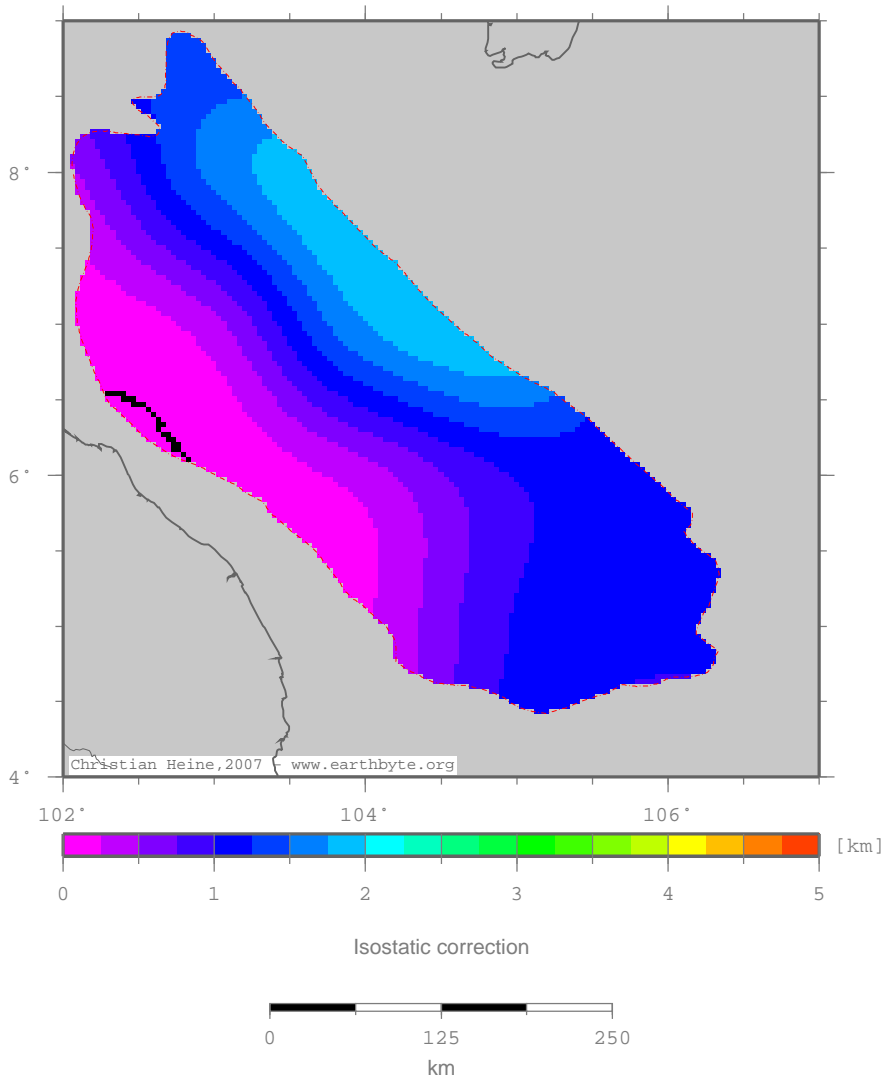 8°
6°
4°
Christian Heine,2007 - www.earthbyte.org
102° 104° 106°
[km]
0 1 2 3 4 5
Isostatic correction
0 125 250
km